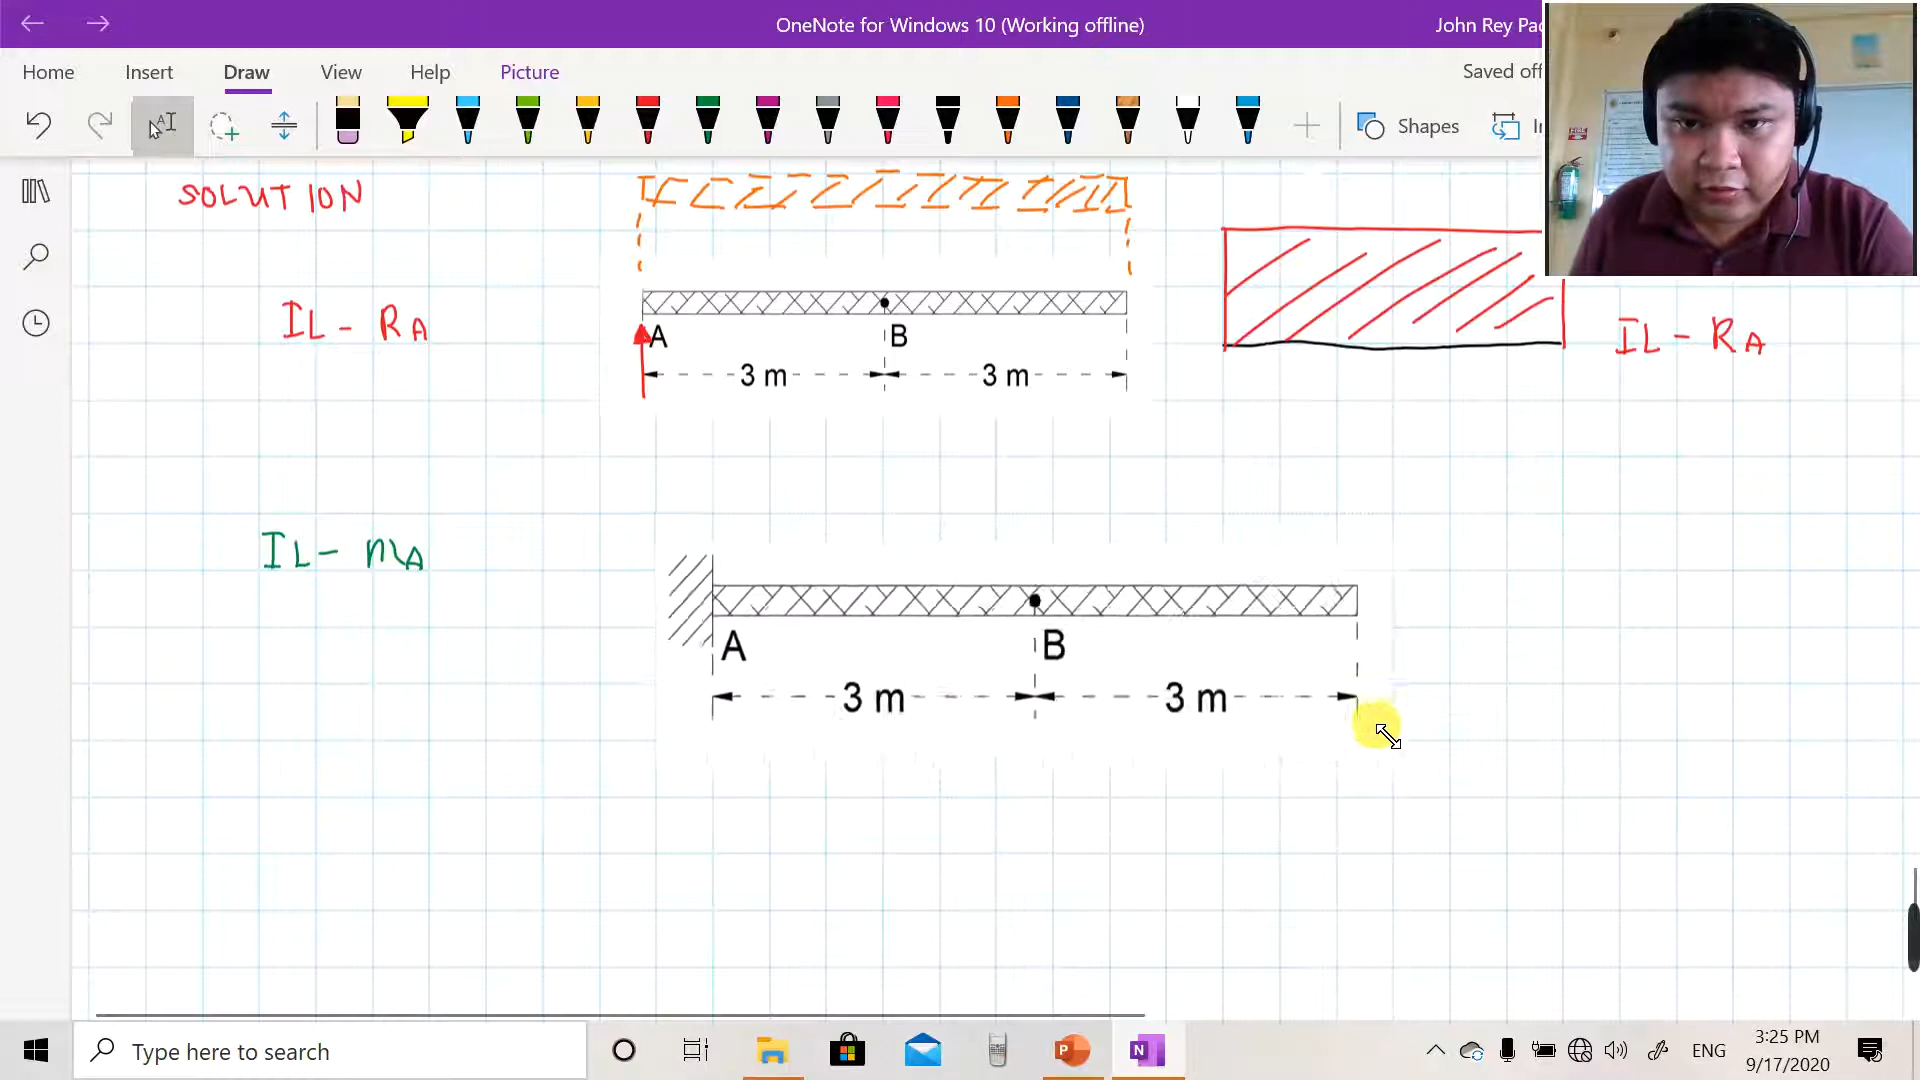 OneNote for Windows 10 (Working offline)
John Rey Pa
Home Insert Draw View Help Picture
Saved off
Shapes
SOLUTION
IL - RA
A B
3 m 3 m
IL - RA
IL - MA
A B
3 m 3 m
Type here to search
ENG
3:25 PM
9/17/2020